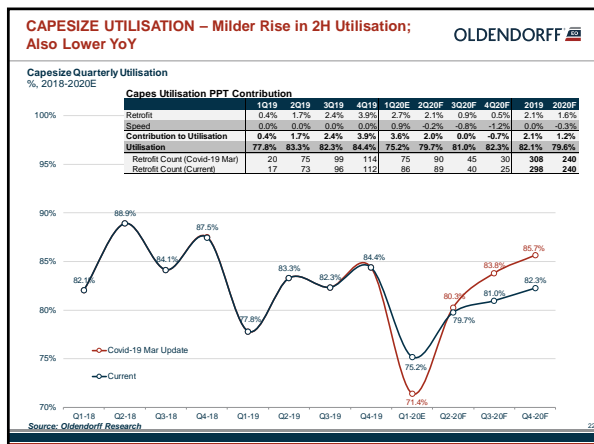 CAPESIZE UTILISATION – Milder Rise in 2H Utilisation;
Also Lower YoY
OLDENDORFF
Capesize Quarterly Utilisation
%, 2018-2020E
Capes Utilisation PPT Contribution
1Q19 2Q19 3Q19 4Q19 1Q20E 2Q20F 3Q20F 4Q20F 2019 2020F
Retrofit 0.4% 1.7% 2.4% 3.9% 2.7% 2.1% 0.9% 0.5% 2.1% 1.6%
Speed 0.0% 0.0% 0.0% 0.0% 0.9% -0.2% -0.8% -1.2% 0.0% -0.3%
Contribution to Utilisation 0.4% 1.7% 2.4% 3.9% 3.6% 2.0% 0.0% -0.7% 2.1% 1.2%
Utilisation 77.8% 83.3% 82.3% 84.4% 75.2% 79.7% 81.0% 82.3% 82.1% 79.6%
Retrofit Count (Covid-19 Mar) 20 75 99 114 75 90 45 30 308 240
Retrofit Count (Current) 17 73 96 112 86 89 40 25 298 240
100%
95%
90%
85%
80%
75%
70%
82.1%
88.9%
84.1%
87.5%
77.8%
83.3%
82.3%
84.4%
75.2%
71.4%
80.3%
79.7%
83.8%
81.0%
85.7%
82.3%
Covid-19 Mar Update
Current
Q1-18 Q2-18 Q3-18 Q4-18 Q1-19 Q2-19 Q3-19 Q4-19 Q1-20E Q2-20F Q3-20F Q4-20F
Source: Oldendorff Research
22